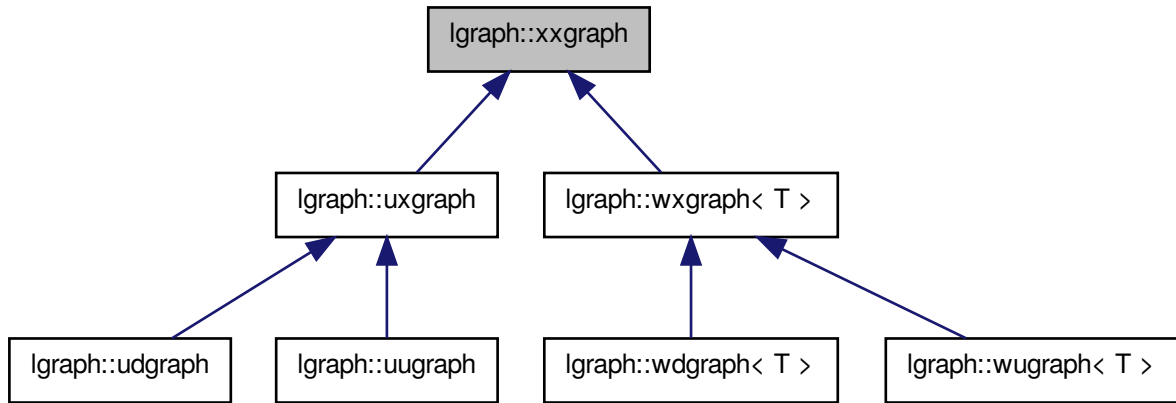 lgraph::xxgraph
lgraph::uxgraph
lgraph::wxgraph< T >
lgraph::udgraph
lgraph::uugraph
lgraph::wdgraph< T >
lgraph::wugraph< T >